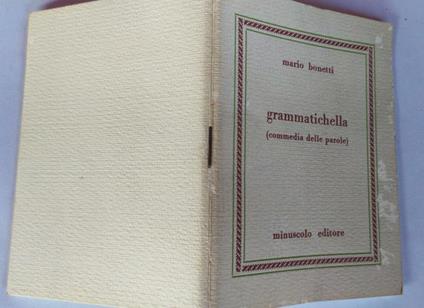 mario bonetti
grammatichella
(commedia delle parole)
minuscolo editore